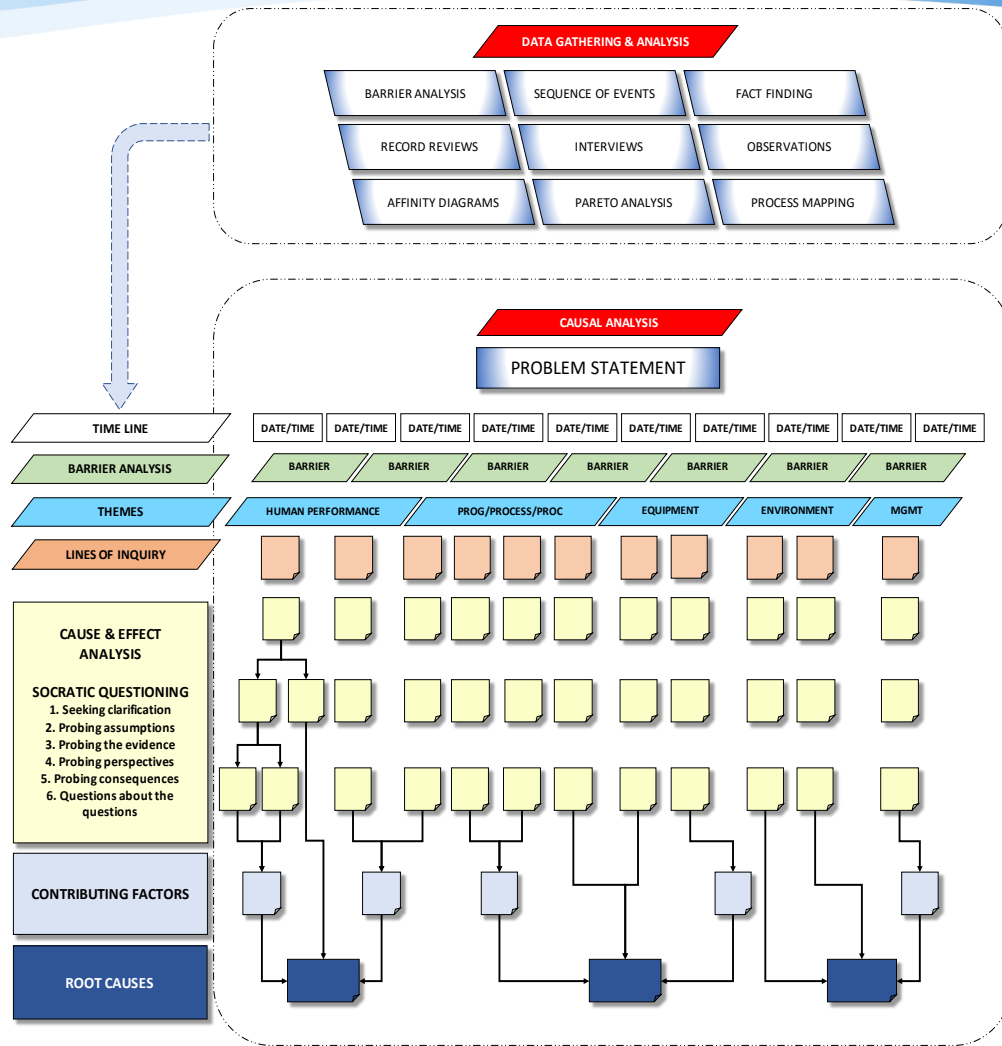 DATA GATHERING & ANALYSIS
BARRIER ANALYSIS
SEQUENCE OF EVENTS
FACT FINDING
RECORD REVIEWS
INTERVIEWS
OBSERVATIONS
AFFINITY DIAGRAMS
PARETO ANALYSIS
PROCESS MAPPING
CAUSAL ANALYSIS
PROBLEM STATEMENT
TIME LINE
DATE/TIME
DATE/TIME
DATE/TIME
DATE/TIME
DATE/TIME
DATE/TIME
DATE/TIME
DATE/TIME
DATE/TIME
DATE/TIME
BARRIER ANALYSIS
BARRIER
BARRIER
BARRIER
BARRIER
BARRIER
BARRIER
BARRIER
THEMES
HUMAN PERFORMANCE
PROG/PROCESS/PROC
EQUIPMENT
ENVIRONMENT
MGMT
LINES OF INQUIRY
CAUSE & EFFECT
ANALYSIS
SOCRATIC QUESTIONING
1. Seeking clarification
2. Probing assumptions
3. Probing the evidence
4. Probing perspectives
5. Probing consequences
6. Questions about the
questions
CONTRIBUTING FACTORS
ROOT CAUSES